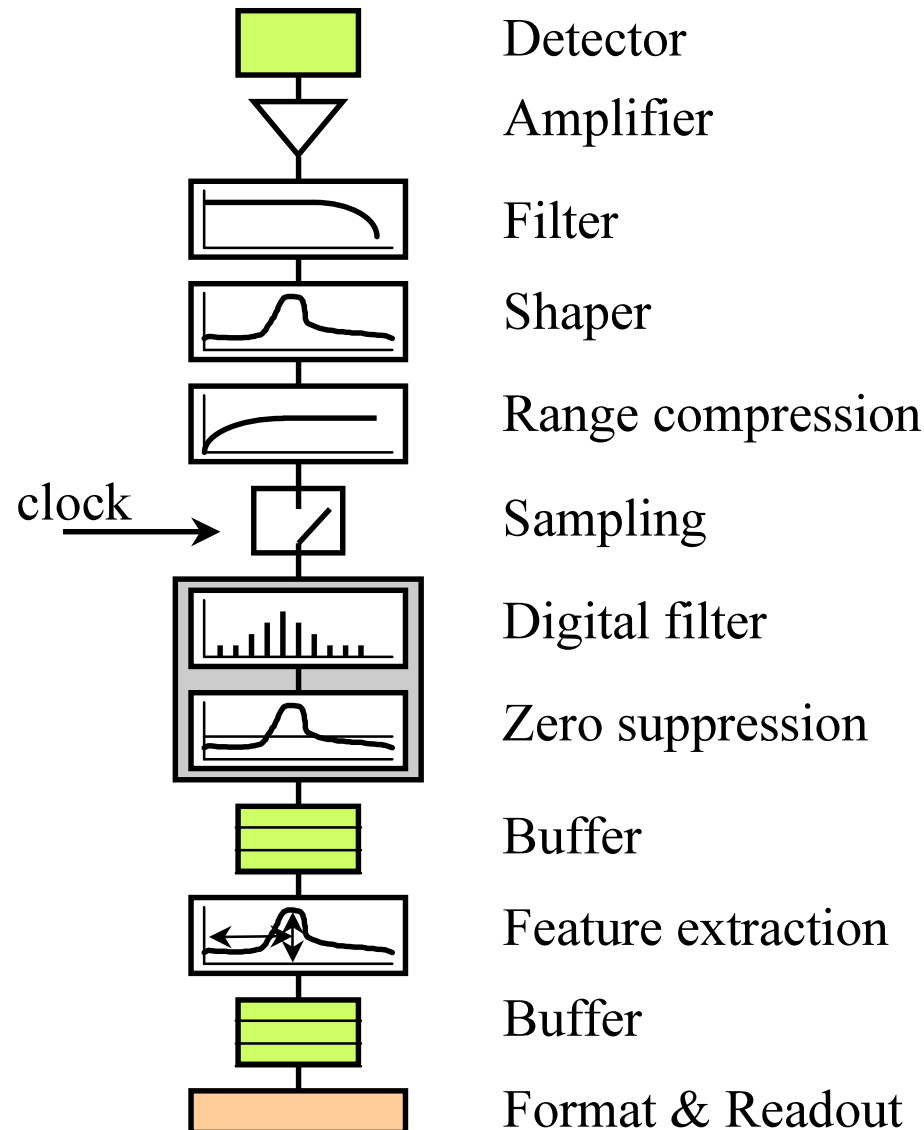 Detector
Amplifier
Filter
Shaper
Range compression
clock
Sampling
Digital filter
Zero suppression
Buffer
Feature extraction
Buffer
Format & Readout